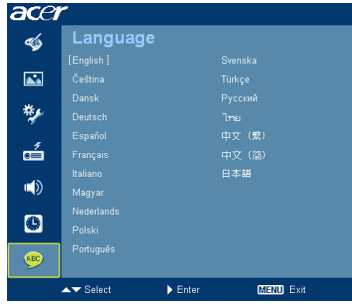 acer
Language
[English ]
Čeština
Dansk
Deutsch
Español
Français
Italiano
Magyar
Nederlands
Polski
Português
Svenska
Türkçe
Русский
ไทย
中文 (繁)
中文 (简)
日本語
ABC
▲▼ Select ▶ Enter MENU Exit